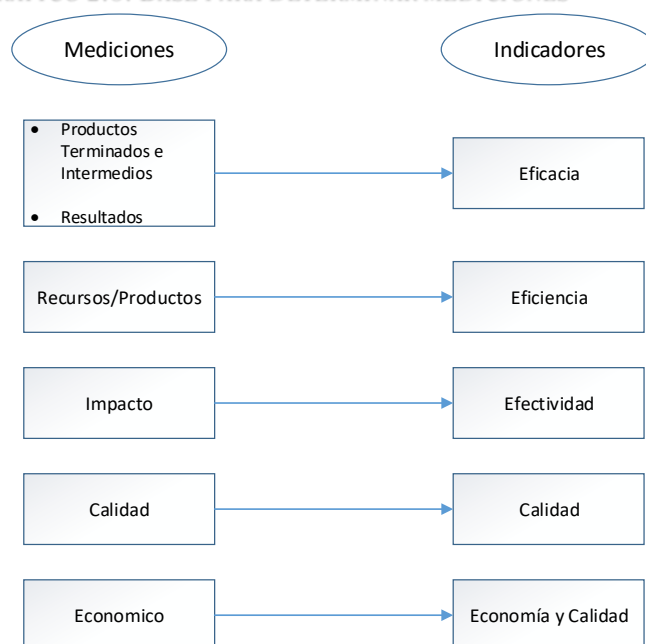 Mediciones
Indicadores
• Productos
Terminados e
Intermedios
• Resultados
Eficacia
Recursos/Productos
Eficiencia
Impacto
Efectividad
Calidad
Calidad
Economico
Economía y Calidad